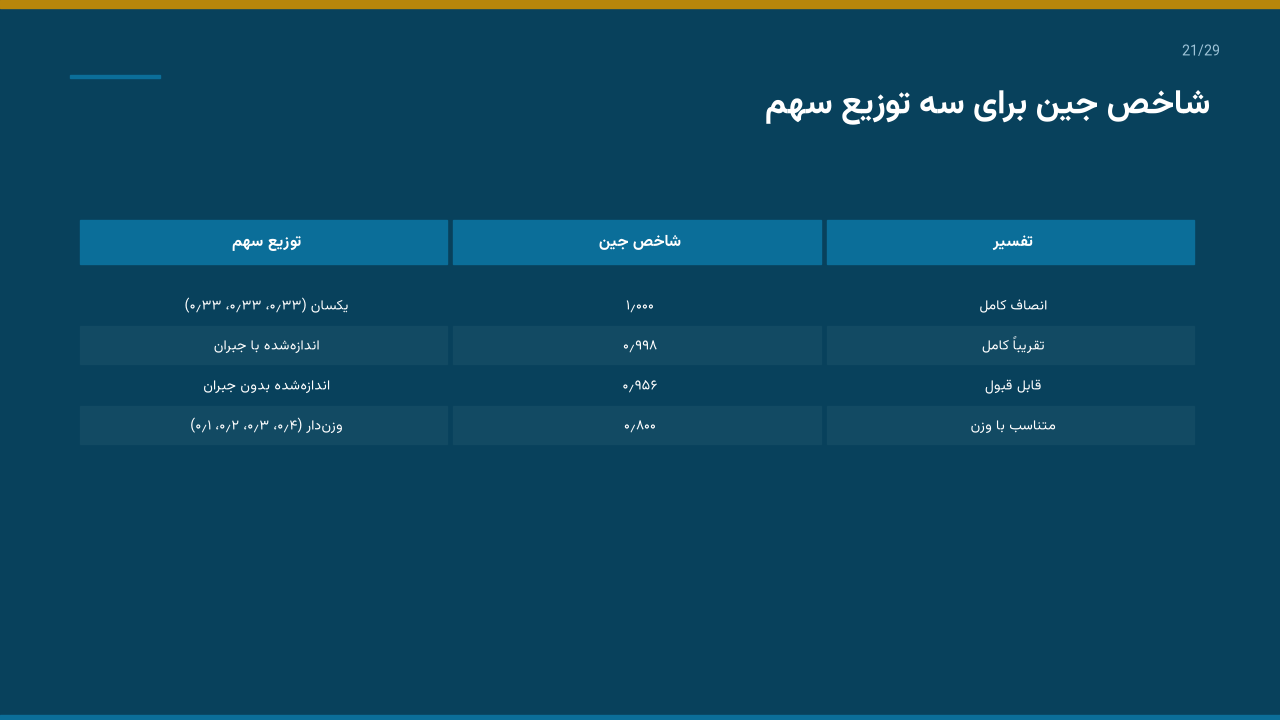 21/29
شاخص جین برای سه توزیع سهم
تفسیر شاخص جین توزیع سهم
انصاف کامل ۱٫۰۰۰ یکسان (۰٫۳۳، ۰٫۳۳، ۰٫۳۳)
تقریباً کامل ۰٫۹۹۸ اندازه‌شده با جبران
قابل قبول ۰٫۹۵۶ اندازه‌شده بدون جبران
متناسب با وزن ۰٫۸۰۰ وزن‌دار (۰٫۴، ۰٫۳، ۰٫۲، ۰٫۱)